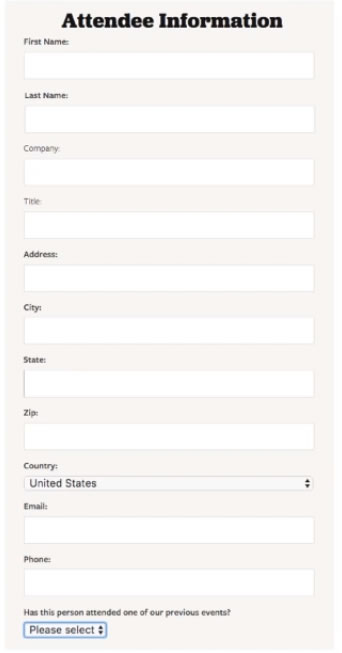 Attendee Information
First Name:
Last Name:
Company:
Title:
Address:
City:
State:
Zip:
Country:
United States
Email:
Phone:
Has this person attended one of our previous events?
Please select